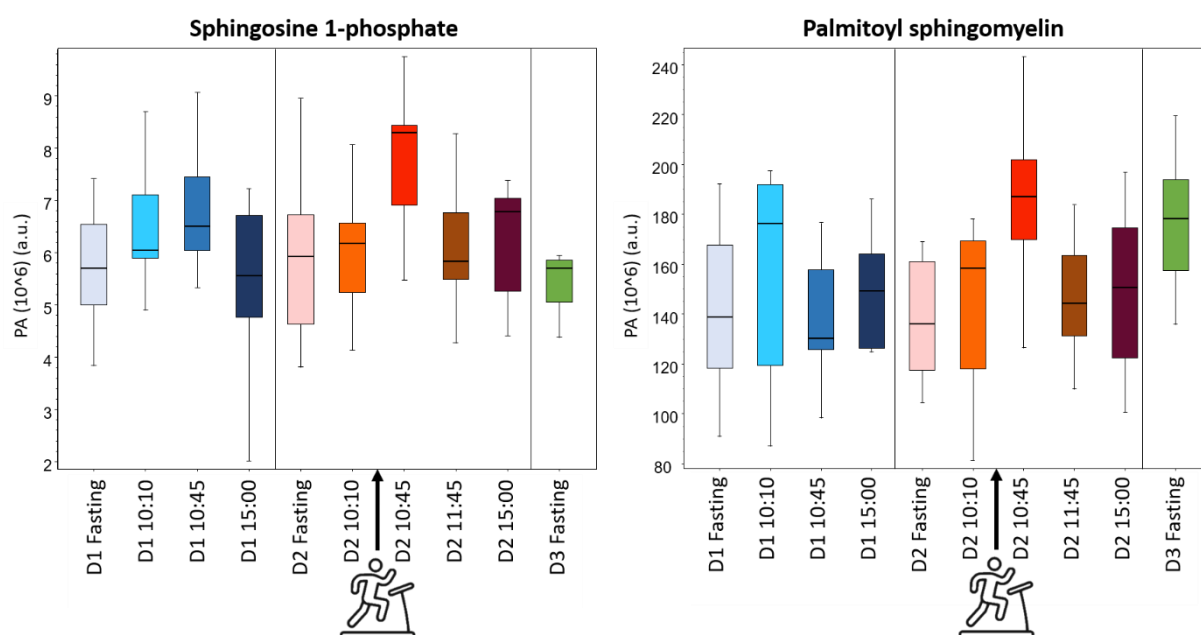 Sphingosine 1-phosphate
PA (10^6) (a.u.)
9
8
7
6
5
4
3
2
D1 Fasting
D1 10:10
D1 10:45
D1 15:00
D2 Fasting
D2 10:10
D2 10:45
D2 11:45
D2 15:00
D3 Fasting
Palmitoyl sphingomyelin
PA (10^6) (a.u.)
240
220
200
180
160
140
120
100
80
D1 Fasting
D1 10:10
D1 10:45
D1 15:00
D2 Fasting
D2 10:10
D2 10:45
D2 11:45
D2 15:00
D3 Fasting